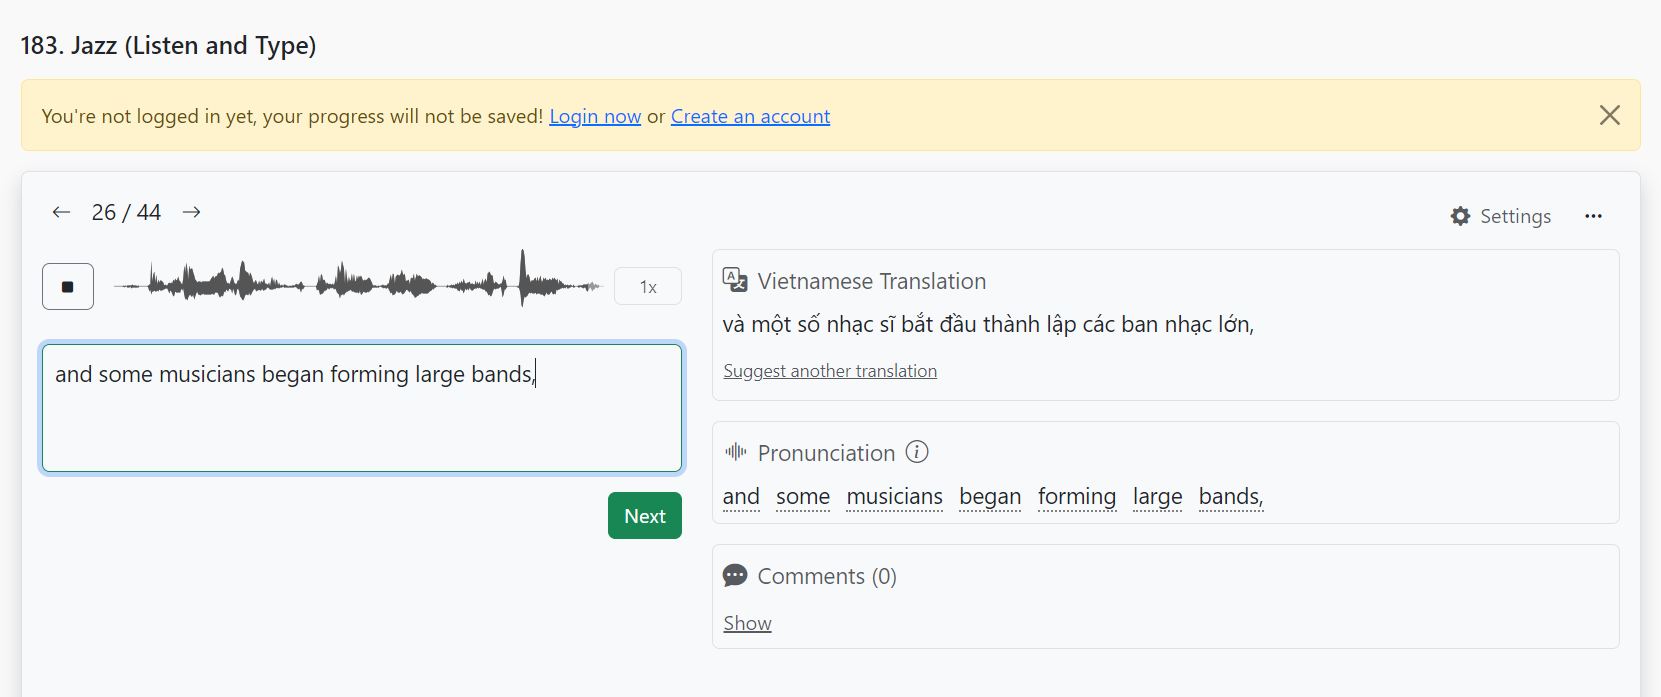 183. Jazz (Listen and Type)
You're not logged in yet, your progress will not be saved! Login now or Create an account
26 / 44
Settings
1x
and some musicians began forming large bands,
Next
Vietnamese Translation
và một số nhạc sĩ bắt đầu thành lập các ban nhạc lớn,
Suggest another translation
Pronunciation
and some musicians began forming large bands,
Comments (0)
Show